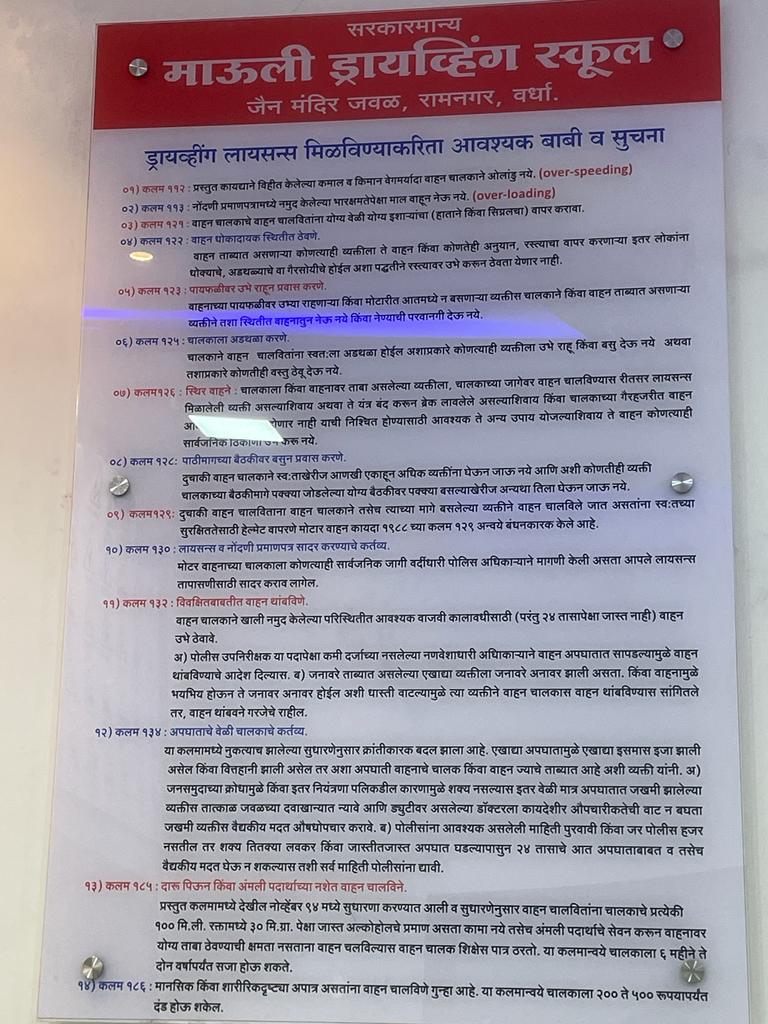 सरकारमान्य
माऊली ड्रायव्हिंग स्कूल
जैन मंदिर जवळ, रामनगर, वर्धा.
ड्रायव्हींग लायसन्स मिळविण्याकरिता आवश्यक बाबी व सुचना
०१) कलम ११२ : प्रस्तुत कायद्याने विहीत केलेल्या कमाल व किमान वेगमर्यादा वाहन चालकाने ओलांडु नये. (over-speeding)
०२) कलम ११३ : नोंदणी प्रमाणपत्रामध्ये नमुद केलेल्या भारक्षमतेपेक्षा माल वाहून नेऊ नये. (over-loading)
०३) कलम १२१ : वाहन चालकाचे वाहन चालवितांना योग्य वेळी योग्य इशाऱ्यांचा (हाताने किंवा सिग्नलचा) वापर करावा.
०४) कलम १२२ : वाहन धोकादायक स्थितीत ठेवणे.
वाहन ताब्यात असणाऱ्या कोणत्याही व्यक्तीला ते वाहन किंवा कोणतेही अनुयान, रस्त्याचा वापर करणाऱ्या इतर लोकांना
धोक्याचे, अडथळ्याचे वा गैरसोयीचे होईल अशा पद्धतीने रस्त्यावर उभे करून ठेवता येणार नाही.
०५) कलम १२३ : पायफळीवर उभे राहून प्रवास करणे.
वाहनाच्या पायफळीवर उभ्या राहणाऱ्या किंवा मोटारीत आतमध्ये न बसणाऱ्या व्यक्तीस चालकाने किंवा वाहन ताब्यात असणाऱ्या
व्यक्तीने तशा स्थितीत वाहनातुन नेऊ नये किंवा नेण्याची परवानगी देऊ नये.
०६) कलम १२५ : चालकाला अडथळा करणे.
चालकाने वाहन चालवितांना स्वत:ला अडथळा होईल अशाप्रकारे कोणत्याही व्यक्तीला उभे राहू किंवा बसु देऊ नये अथवा
तशाप्रकारे कोणतीही वस्तु ठेवू देऊ नये.
०७) कलम१२६ : स्थिर वाहने : चालकाला किंवा वाहनावर ताबा असलेल्या व्यक्तीला, चालकाच्या जागेवर वाहन चालविण्यास रीतसर लायसन्स
मिळालेली व्यक्ती असल्याशिवाय अथवा ते यंत्र बंद करून ब्रेक लावलेले असल्याशिवाय किंवा चालकाच्या गैरहजरीत वाहन
होणार नाही याची निश्चित होण्यासाठी आवश्यक ते अन्य उपाय योजल्याशिवाय ते वाहन कोणत्याही
सार्वजनिक ठिकाणी उभे करू नये.
०८) कलम १२८: पाठीमागच्या बैठकीवर बसुन प्रवास करणे.
दुचाकी वाहन चालकाने स्व:ताखेरीज आणखी एकाहून अधिक व्यक्तींना घेऊन जाऊ नये आणि अशी कोणतीही व्यक्ती
चालकाच्या बैठकीमागे पक्क्या जोडलेल्या योग्य बैठकीवर पक्क्या बसल्याखेरीज अन्यथा तिला घेऊन जाऊ नये.
०९) कलम१२९: दुचाकी वाहन चालविताना वाहन चालकाने तसेच त्याच्या मागे बसलेल्या व्यक्तीने वाहन चालविले जात असतांना स्व:तच्या
सुरक्षिततेसाठी हेल्मेट वापरणे मोटार वाहन कायदा १९८८ च्या कलम १२९ अन्वये बंधनकारक केले आहे.
१०) कलम १३० : लायसन्स व नोंदणी प्रमाणपत्र सादर करण्याचे कर्तव्य.
मोटर वाहनाच्या चालकाला कोणत्याही सार्वजनिक जागी वर्दीधारी पोलिस अधिकाऱ्याने मागणी केली असता आपले लायसन्स
तापासणीसाठी सादर कराव लागेल.
११) कलम १३२ : विवक्षितबाबतीत वाहन थांबविणे.
वाहन चालकाने खाली नमुद केलेल्या परिस्थितीत आवश्यक वाजवी कालावधीसाठी (परंतु २४ तासापेक्षा जास्त नाही) वाहन
उभे ठेवावे.
अ) पोलीस उपनिरीक्षक या पदापेक्षा कमी दर्जाच्या नसलेल्या नणवेशाधारी अधिाकाऱ्याने वाहन अपघातात सापडल्यामुळे वाहन
थांबविण्याचे आदेश दिल्यास. ब) जनावरे ताब्यात असलेल्या एखाद्या व्यक्तीला जनावरे अनावर झाली असता. किंवा वाहनामुळे
भयभिय होऊन ते जनावर अनावर होईल अशी धास्ती वाटल्यामुळे त्या व्यक्तीने वाहन चालकास वाहन थांबविण्यास सांगितले
तर, वाहन थांबवने गरजेचे राहील.
१२) कलम १३४ : अपघाताचे वेळी चालकाचे कर्तव्य.
या कलमामध्ये नुकत्याच झालेल्या सुधारणेनुसार क्रांतीकारक बदल झाला आहे. एखाद्या अपघातामुळे एखाद्या इसमास इजा झाली
असेल किंवा वित्तहानी झाली असेल तर अशा अपघाती वाहनाचे चालक किंवा वाहन ज्याचे ताब्यात आहे अशी व्यक्ती यांनी. अ)
जनसमुदाच्या क्रोधामुळे किंवा इतर नियंत्रणा पलिकडील कारणामुळे शक्य नसल्यास इतर वेळी मात्र अपघातात जखमी झालेल्या
व्यक्तीस तात्काळ जवळच्या दवाखान्यात न्यावे आणि ड्युटीवर असलेल्या डॉक्टरला कायदेशीर औपचारीकतेची वाट न बघता
जखमी व्यक्तीस वैद्यकीय मदत औषधोपचार करावे. ब) पोलीसांना आवश्यक असलेली माहिती पुरवावी किंवा जर पोलीस हजर
नसतील तर शक्य तितक्या लवकर किंवा जास्तीतजास्त अपघात घडल्यापासुन २४ तासाचे आत अपघाताबाबत व तसेच
वैद्यकीय मदत घेऊ न शकल्यास तशी सर्व माहिती पोलीसांना द्यावी.
१३) कलम १८५ : दारू पिऊन किंवा अंमली पदार्थाच्या नशेत वाहन चालविने.
प्रस्तुत कलमामध्ये देखील नोव्हेंबर ९४ मध्ये सुधारणा करण्यात आली व सुधारणेनुसार वाहन चालवितांना चालकाचे प्रत्येकी
१०० मि.ली. रक्तामध्ये ३० मि.ग्रा. पेक्षा जास्त अल्कोहोलचे प्रमाण असता कामा नये तसेच अंमली पदार्थाचे सेवन करून वाहनावर
योग्य ताबा ठेवण्याची क्षमता नसताना वाहन चलविल्यास वाहन चालक शिक्षेस पात्र ठरतो. या कलमान्वये चालकाला ६ महीने ते
दोन वर्षापर्यंत सजा होऊ शकते.
१४) कलम १८६ : मानसिक किंवा शारीरिकदृष्ट्या अपात्र असतांना वाहन चालविणे गुन्हा आहे. या कलमान्वये चालकाला २०० ते ५०० रूपयापर्यंत
दंड होऊ शकेल.